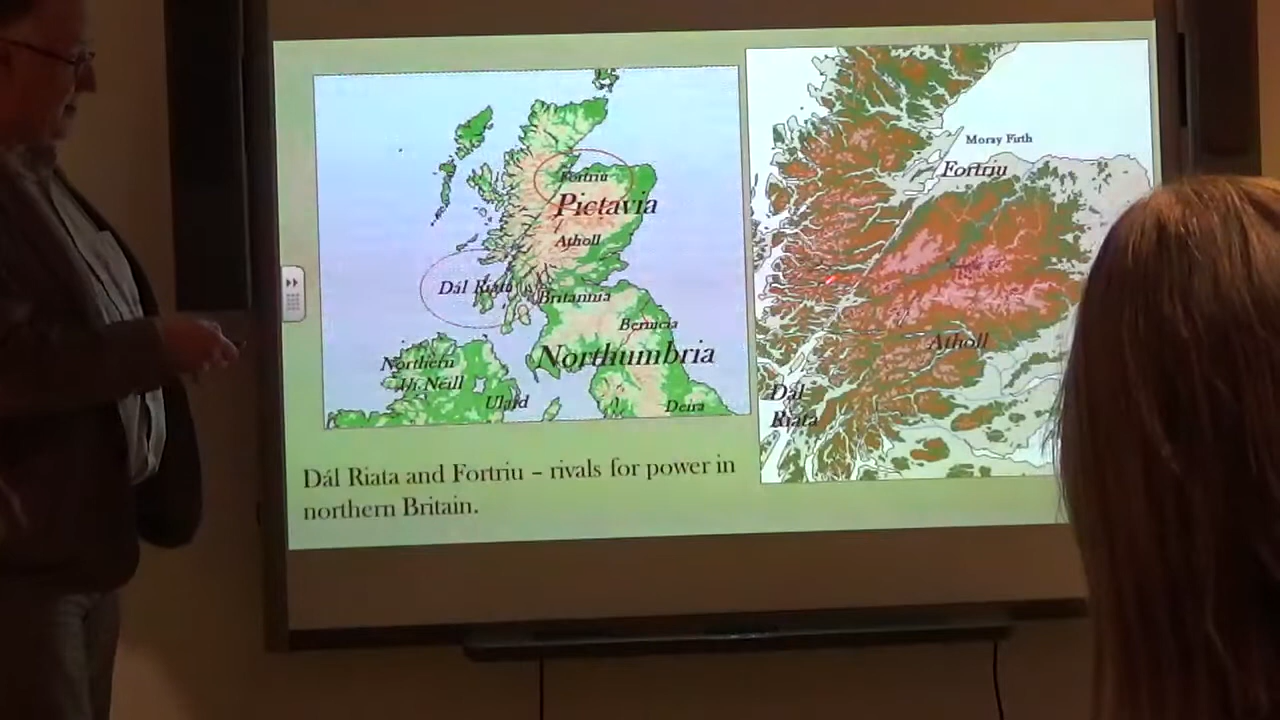 Fortriu
Pictavia
Atholl
Dál Riata
Britannia
Bernicia
Northumbria
Northern
Uí Neíll
Ulaid
Deira
Moray Firth
Fortriu
Atholl
Dál
Riata
Dál Riata and Fortriu – rivals for power in
northern Britain.